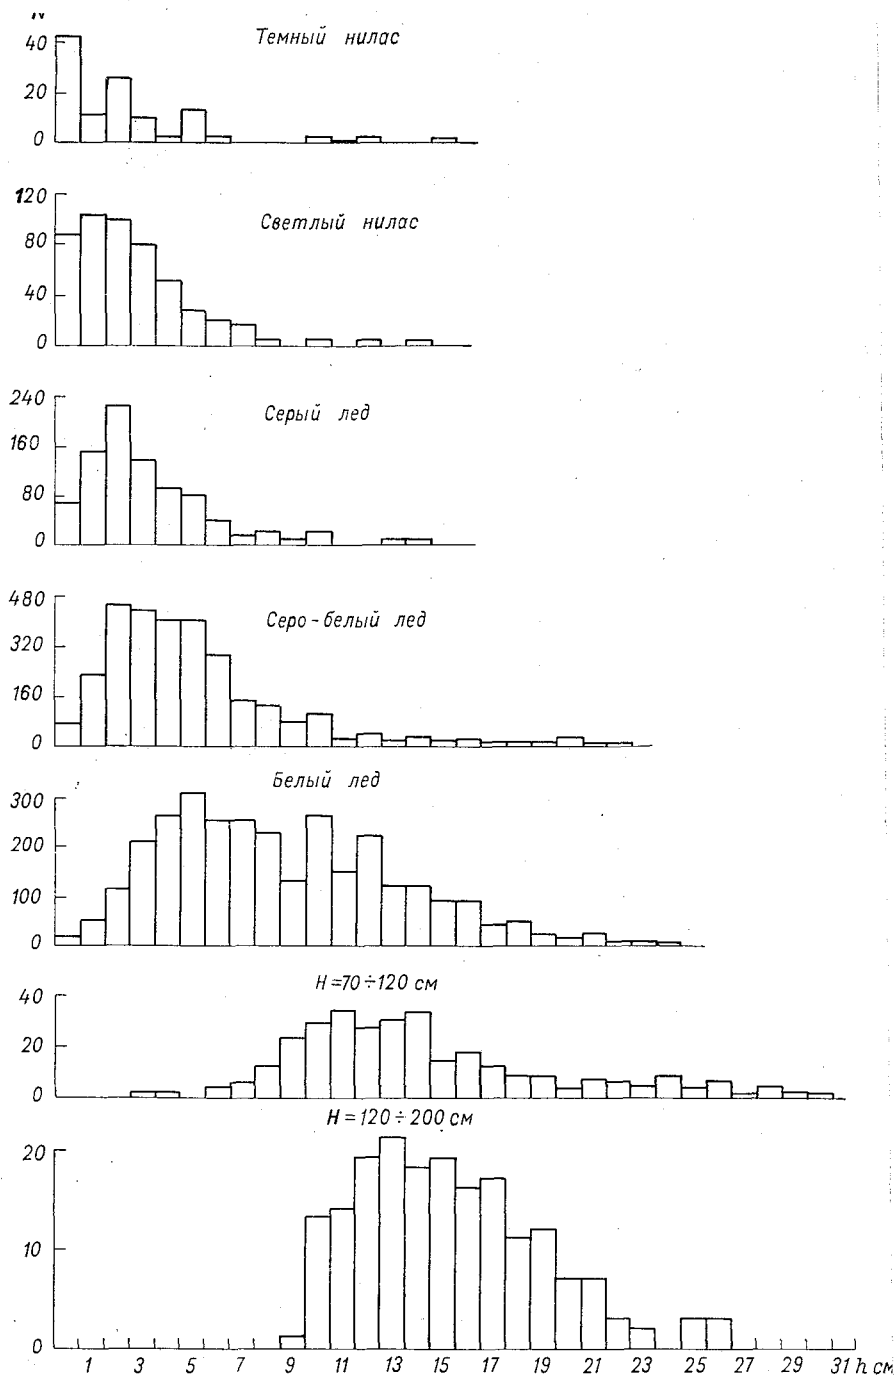 N
Темный нилас
40
20
0
120
Светлый нилас
80
40
0
240
Серый лед
160
80
0
480
Серо-белый лед
320
160
0
Белый лед
300
200
100
0
H=70÷120 см
40
20
0
H=120÷200 см
20
10
0
1 3 5 7 9 11 13 15 17 19 21 23 25 27 29 31 h см